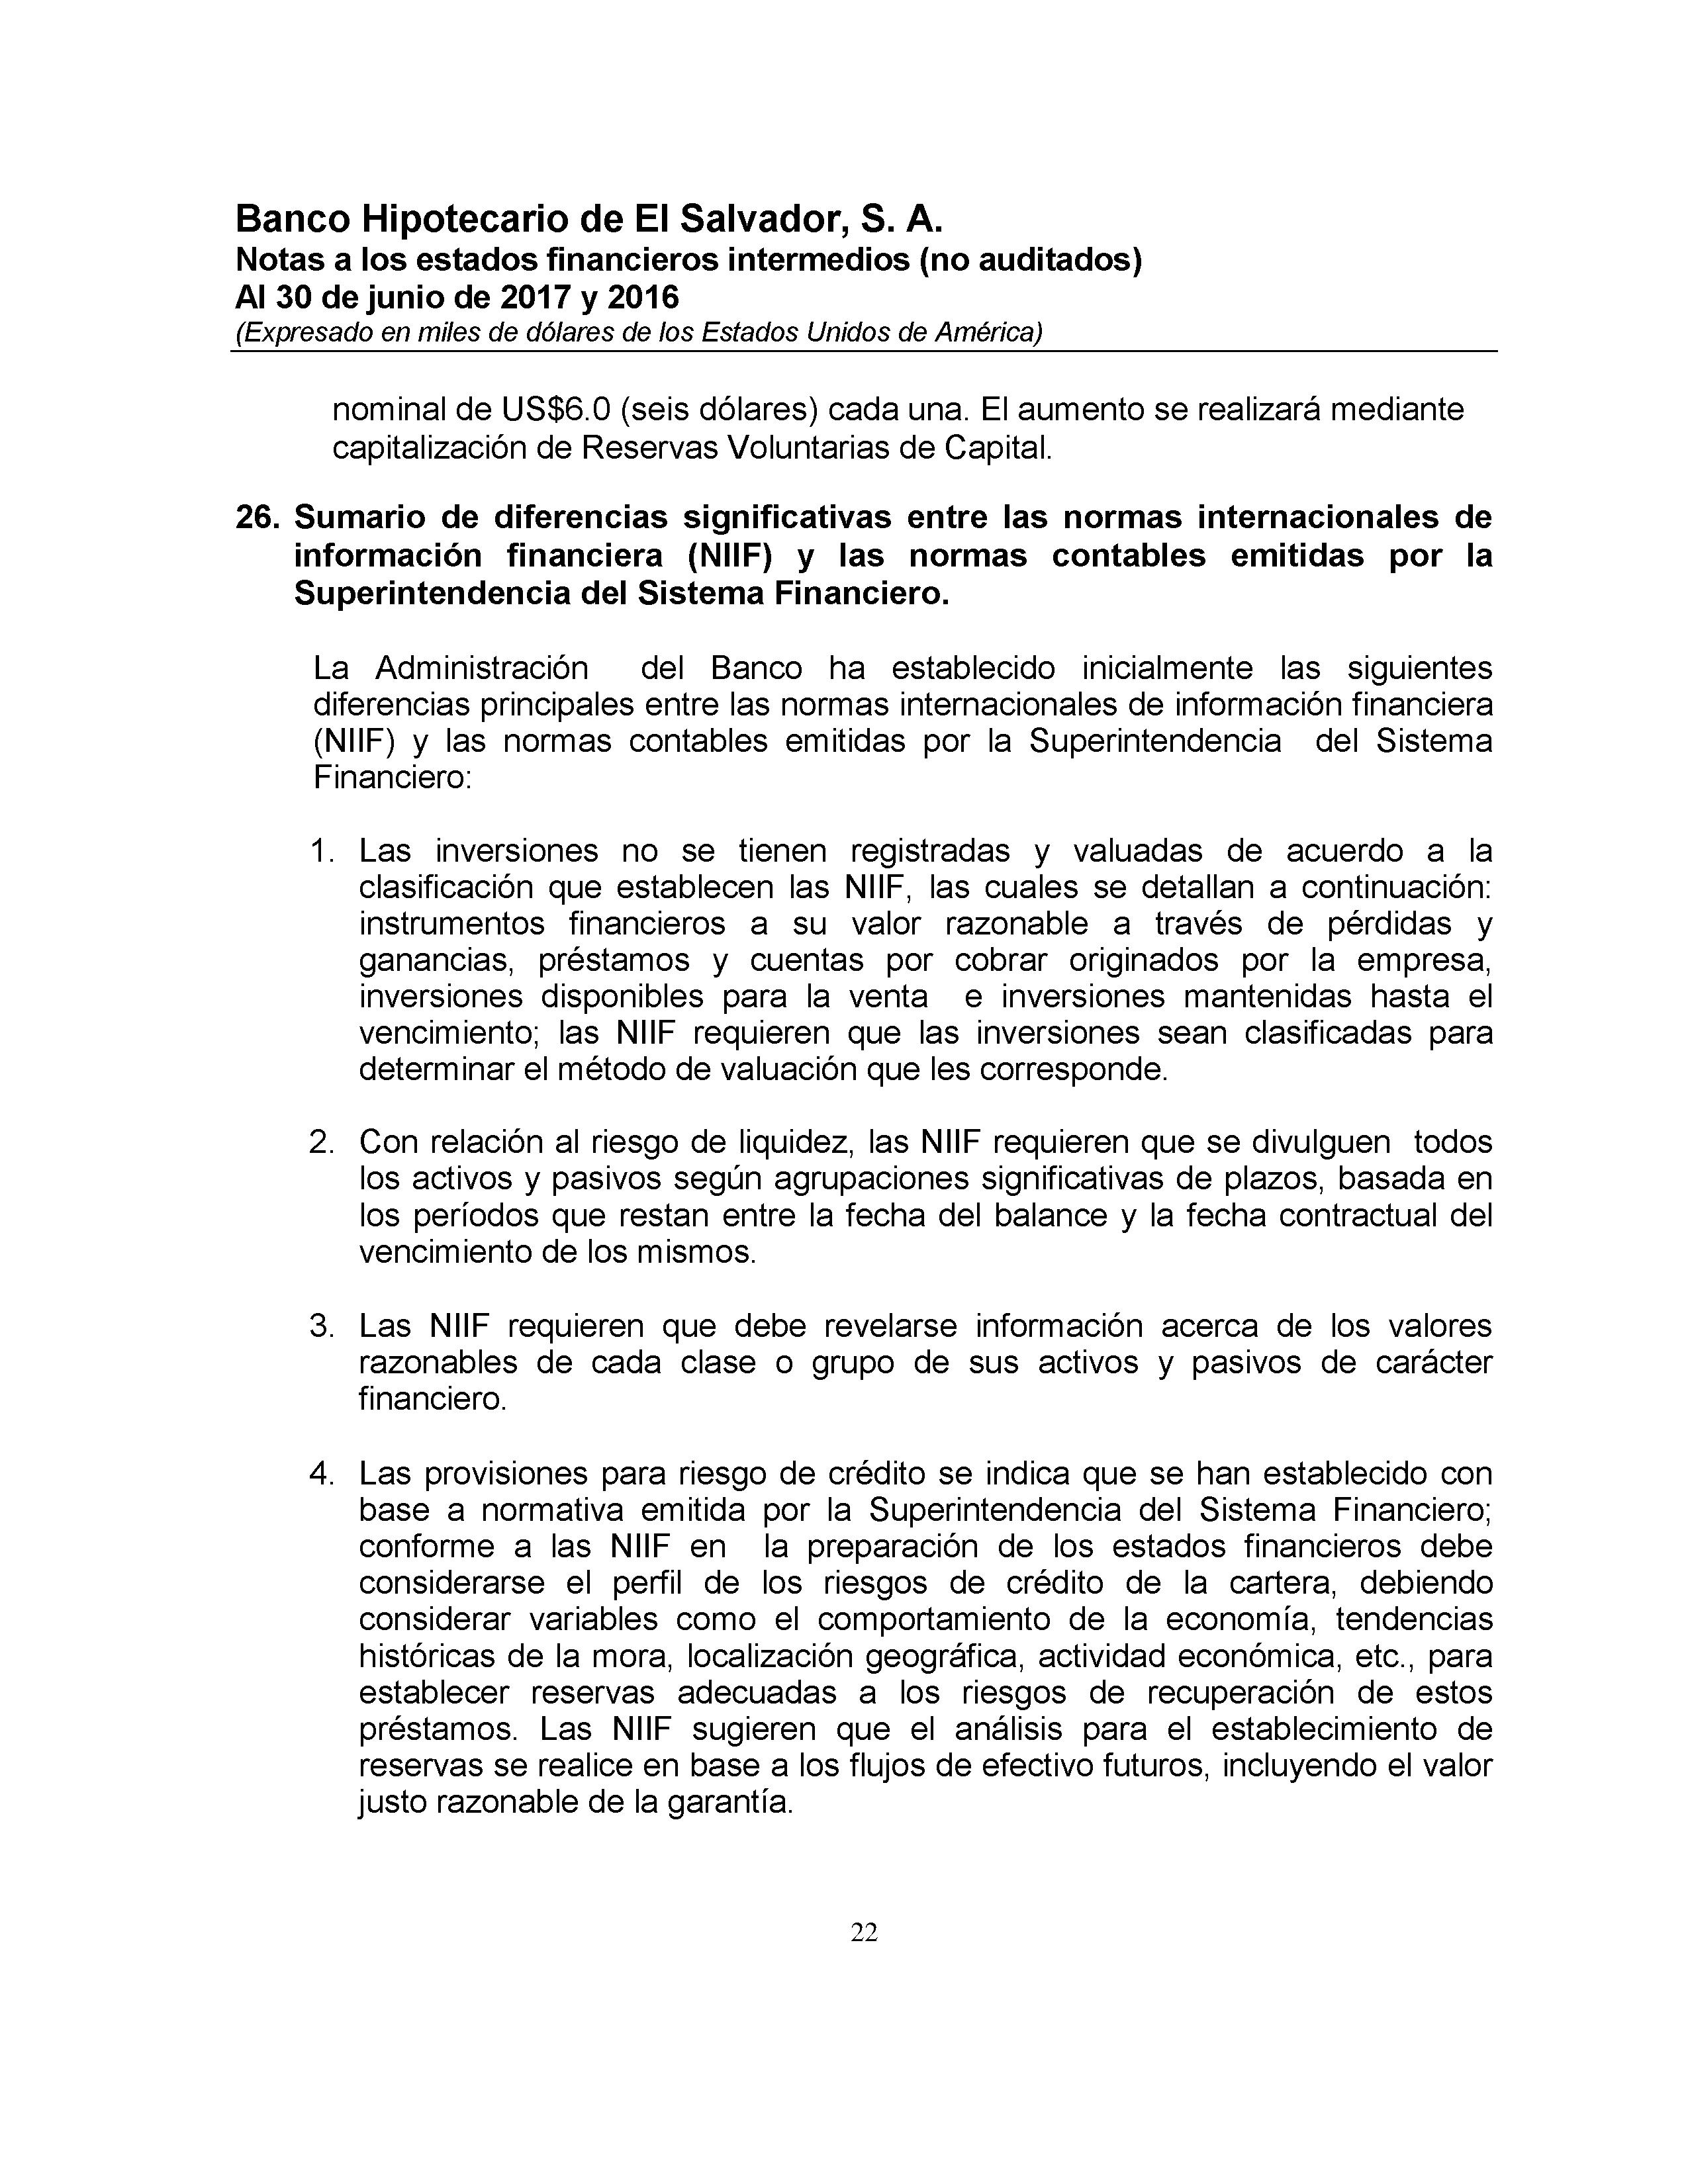 Banco Hipotecario de El Salvador, S. A.
Notas a los estados financieros intermedios (no auditados)
Al 30 de junio de 2017 y 2016
(Expresado en miles de dólares de los Estados Unidos de América)
nominal de US$6.0 (seis dólares) cada una. El aumento se realizará mediante
capitalización de Reservas Voluntarias de Capital.
26. Sumario de diferencias significativas entre las normas internacionales de
información financiera (NIIF) y las normas contables emitidas por la
Superintendencia del Sistema Financiero.
La Administración del Banco ha establecido inicialmente las siguientes
diferencias principales entre las normas internacionales de información financiera
(NIIF) y las normas contables emitidas por la Superintendencia del Sistema
Financiero:
1. Las inversiones no se tienen registradas y valuadas de acuerdo a la
clasificación que establecen las NIIF, las cuales se detallan a continuación:
instrumentos financieros a su valor razonable a través de pérdidas y
ganancias, préstamos y cuentas por cobrar originados por la empresa,
inversiones disponibles para la venta e inversiones mantenidas hasta el
vencimiento; las NIIF requieren que las inversiones sean clasificadas para
determinar el método de valuación que les corresponde.
2. Con relación al riesgo de liquidez, las NIIF requieren que se divulguen todos
los activos y pasivos según agrupaciones significativas de plazos, basada en
los períodos que restan entre la fecha del balance y la fecha contractual del
vencimiento de los mismos.
3. Las NIIF requieren que debe revelarse información acerca de los valores
razonables de cada clase o grupo de sus activos y pasivos de carácter
financiero.
4. Las provisiones para riesgo de crédito se indica que se han establecido con
base a normativa emitida por la Superintendencia del Sistema Financiero;
conforme a las NIIF en la preparación de los estados financieros debe
considerarse el perfil de los riesgos de crédito de la cartera, debiendo
considerar variables como el comportamiento de la economía, tendencias
históricas de la mora, localización geográfica, actividad económica, etc., para
establecer reservas adecuadas a los riesgos de recuperación de estos
préstamos. Las NIIF sugieren que el análisis para el establecimiento de
reservas se realice en base a los flujos de efectivo futuros, incluyendo el valor
justo razonable de la garantía.
22